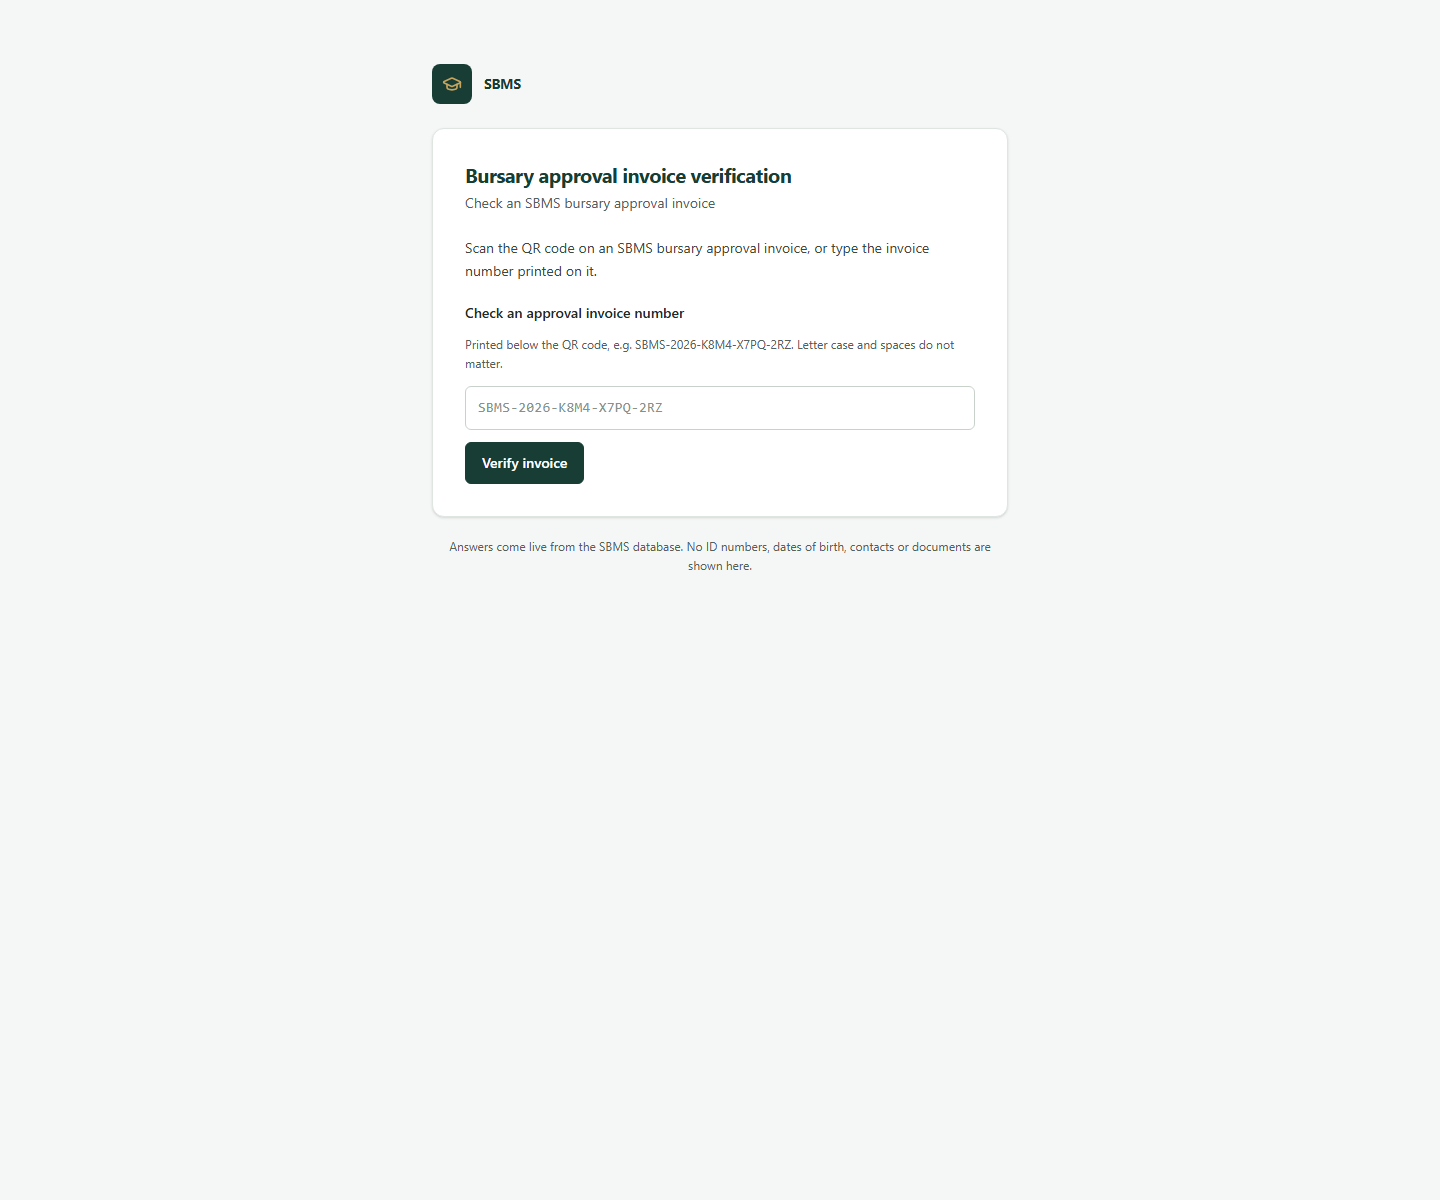 SBMS
Bursary approval invoice verification
Check an SBMS bursary approval invoice
Scan the QR code on an SBMS bursary approval invoice, or type the invoice
number printed on it.
Check an approval invoice number
Printed below the QR code, e.g. SBMS-2026-K8M4-X7PQ-2RZ. Letter case and spaces do not
matter.
SBMS-2026-K8M4-X7PQ-2RZ
Verify invoice
Answers come live from the SBMS database. No ID numbers, dates of birth, contacts or documents are
shown here.